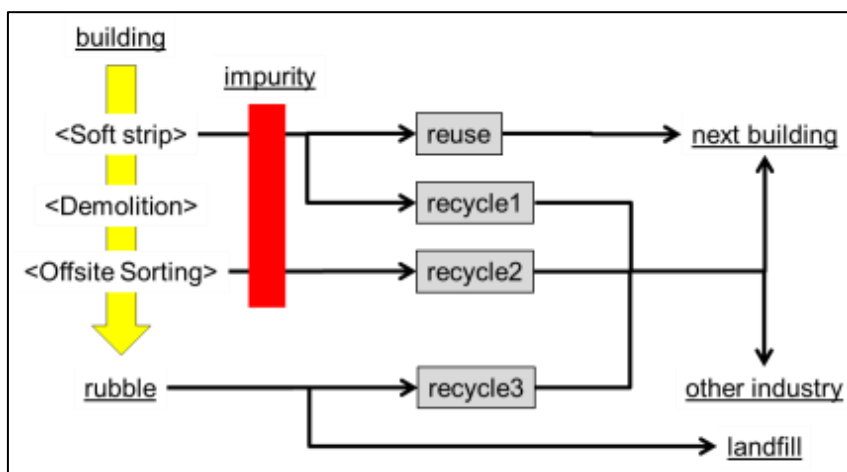 building
impurity
<Soft strip>
reuse
next building
<Demolition>
recycle1
<Offsite Sorting>
recycle2
rubble
recycle3
other industry
landfill